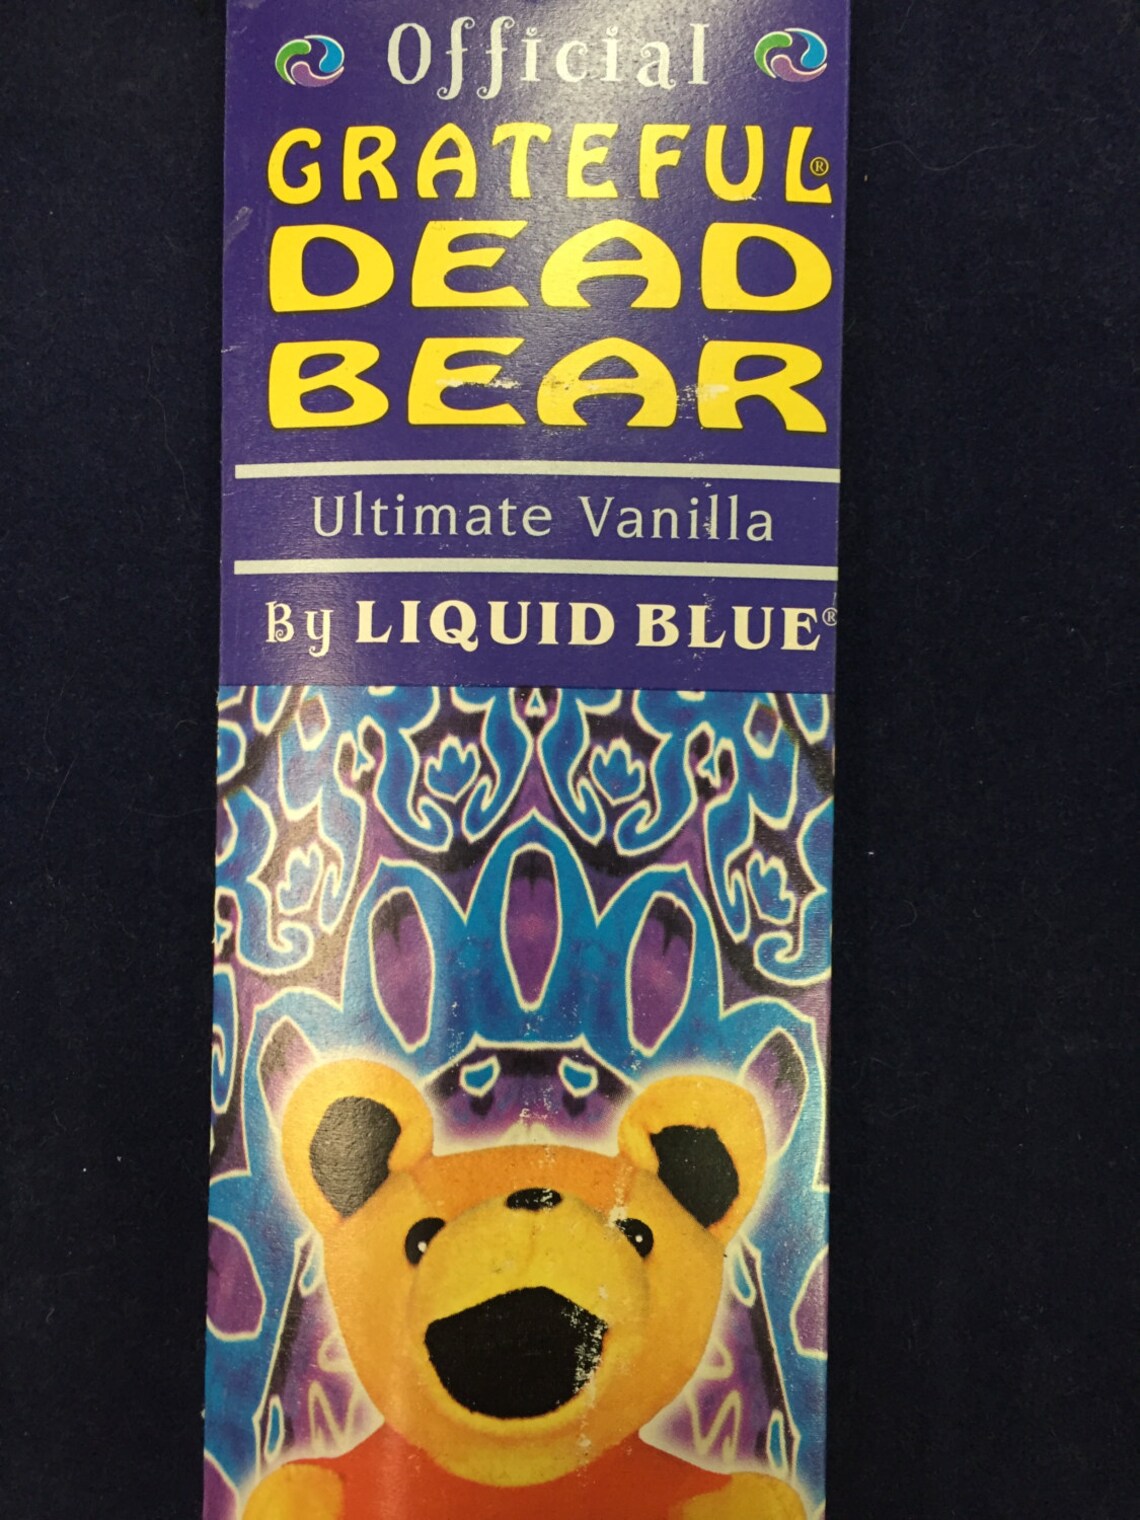 Official
GRATEFUL®
DEAD
BEAR
Ultimate Vanilla
By LIQUID BLUE®